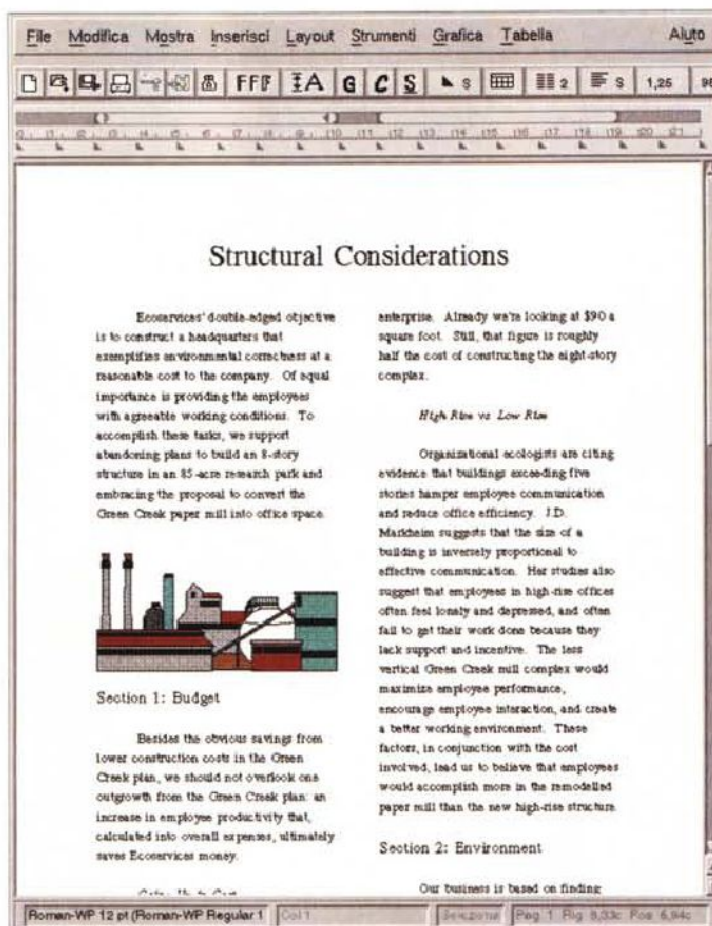 File Modifica Mostra Inserisci Layout Strumenti Grafica Tabella Aiuto
FFF A G C S S 2 S 1,25
Structural Considerations
Ecoservices' double-edged objective
is to construct a headquarters that
exemplifies environmental correctness at a
reasonable cost to the company. Of equal
importance is providing the employees
with agreeable working conditions. To
accomplish these tasks, we support
abandoning plans to build an 8-story
structure in an 85-acre research park and
embracing the proposal to convert the
Green Creek paper mill into office space.
Section 1: Budget
Besides the obvious savings from
lower construction costs in the Green
Creek plan, we should not overlook one
outgrowth from the Green Creek plan: an
increase in employee productivity that,
calculated into overall expenses, ultimately
saves Ecoservices money.
enterprise. Already we're looking at $90 a
square foot. Still, that figure is roughly
half the cost of constructing the eight-story
complex.
High Rise vs Low Rise
Organizational ecologists are citing
evidence that buildings exceeding five
stories hamper employee communication
and reduce office efficiency. J.D.
Markheim suggests that the size of a
building is inversely proportional to
effective communication. Her studies also
suggest that employees in high-rise offices
often feel lonely and depressed, and often
fail to get their work done because they
lack support and incentive. The less
vertical Green Creek mill complex would
maximize employee performance,
encourage employee interaction, and create
a better working environment. These
factors, in conjunction with the cost
involved, lead us to believe that employees
would accomplish more in the remodelled
paper mill than the new high-rise structure.
Section 2: Environment
Our business is based on finding
Roman-WP 12 pt (Roman-WP Regular 1 Col 1 Seleziona Pag 1 Rig 8,33c Pos 6,94c